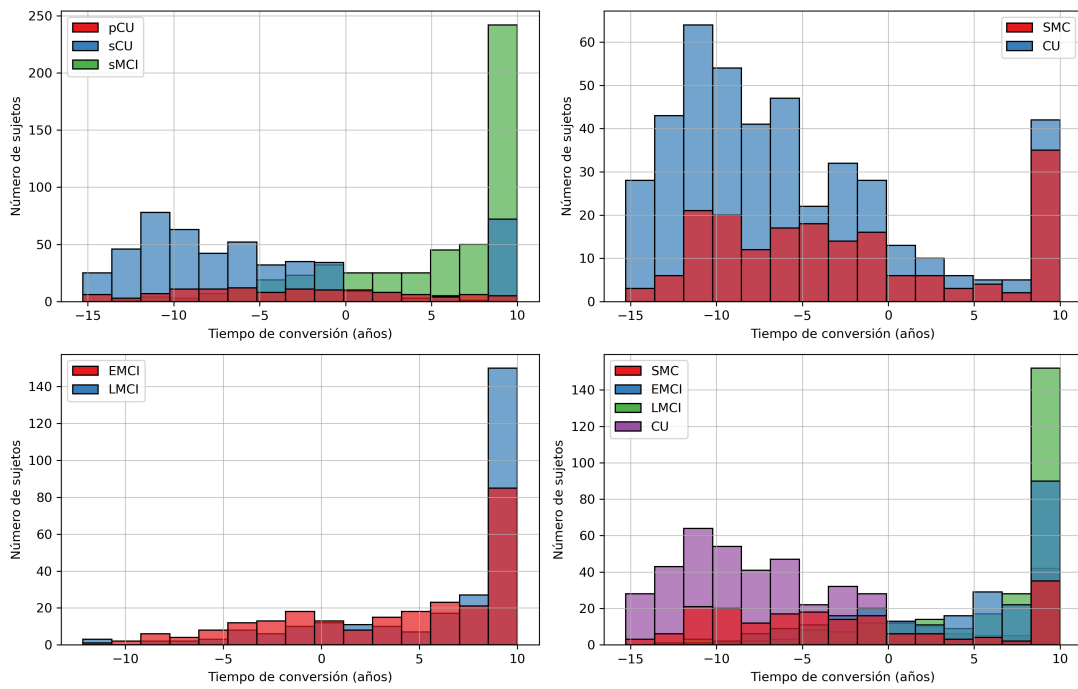 250
200
150
100
50
0
Número de sujetos
pCU
sCU
sMCI
−15
−10
−5
0
5
10
Tiempo de conversión (años)
60
50
40
30
20
10
0
Número de sujetos
SMC
CU
−15
−10
−5
0
5
10
Tiempo de conversión (años)
140
120
100
80
60
40
20
0
Número de sujetos
EMCI
LMCI
−10
−5
0
5
10
Tiempo de conversión (años)
140
120
100
80
60
40
20
0
Número de sujetos
SMC
EMCI
LMCI
CU
−15
−10
−5
0
5
10
Tiempo de conversión (años)